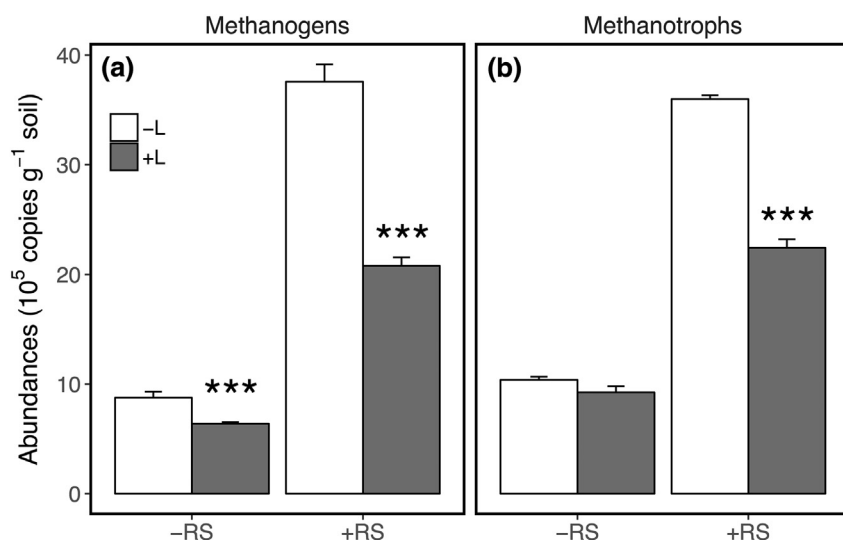 Methanogens Methanotrophs
(a) (b)
Abundances (10⁵ copies g⁻¹ soil)
40
30
20
10
0
−L
+L
***
***
***
−RS +RS −RS +RS